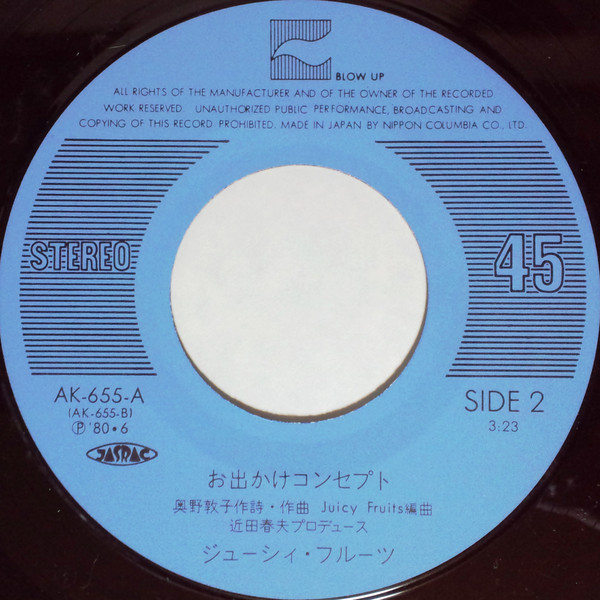 BLOW UP
ALL RIGHTS OF THE MANUFACTURER AND OF THE OWNER OF THE RECORDED
WORK RESERVED. UNAUTHORIZED PUBLIC PERFORMANCE, BROADCASTING AND
COPYING OF THIS RECORD PROHIBITED. MADE IN JAPAN BY NIPPON COLUMBIA CO., LTD.
STEREO
45
AK-655-A
(AK-655-B)
Ⓟ '80・6
JASRAC
SIDE 2
3:23
お出かけコンセプト
奥野敦子作詩・作曲 Juicy Fruits編曲
近田春夫プロデュース
ジューシィ・フルーツ